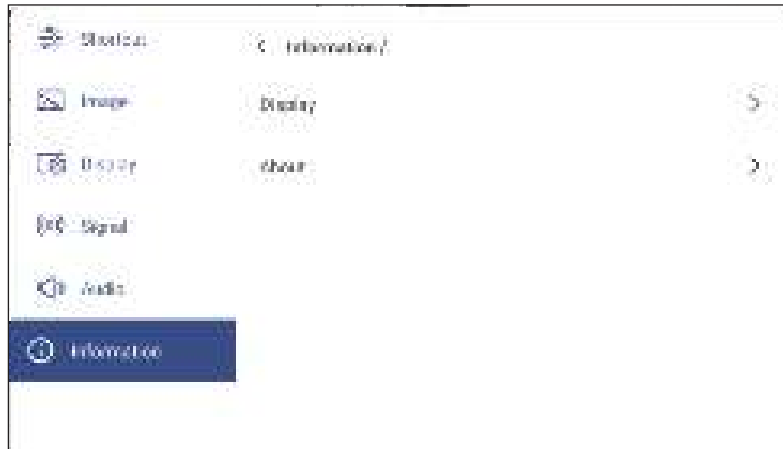 Shortcut
Image
Display
Signal
Audio
Information
< Information /
Display >
About >